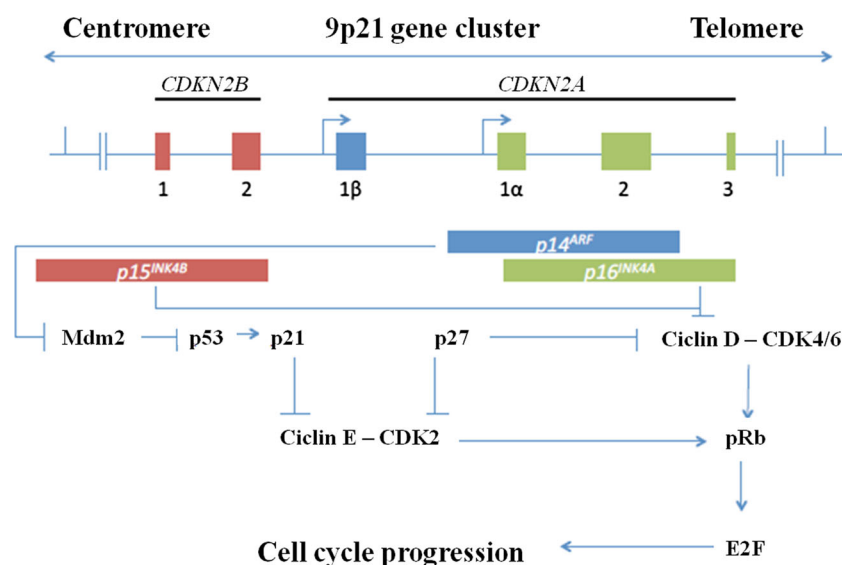 Centromere 9p21 gene cluster Telomere
CDKN2B CDKN2A
1 2 1β 1α 2 3
p14ARF
p15INK4B p16INK4A
Mdm2 p53 p21 p27 Ciclin D – CDK4/6
Ciclin E – CDK2 pRb
Cell cycle progression E2F